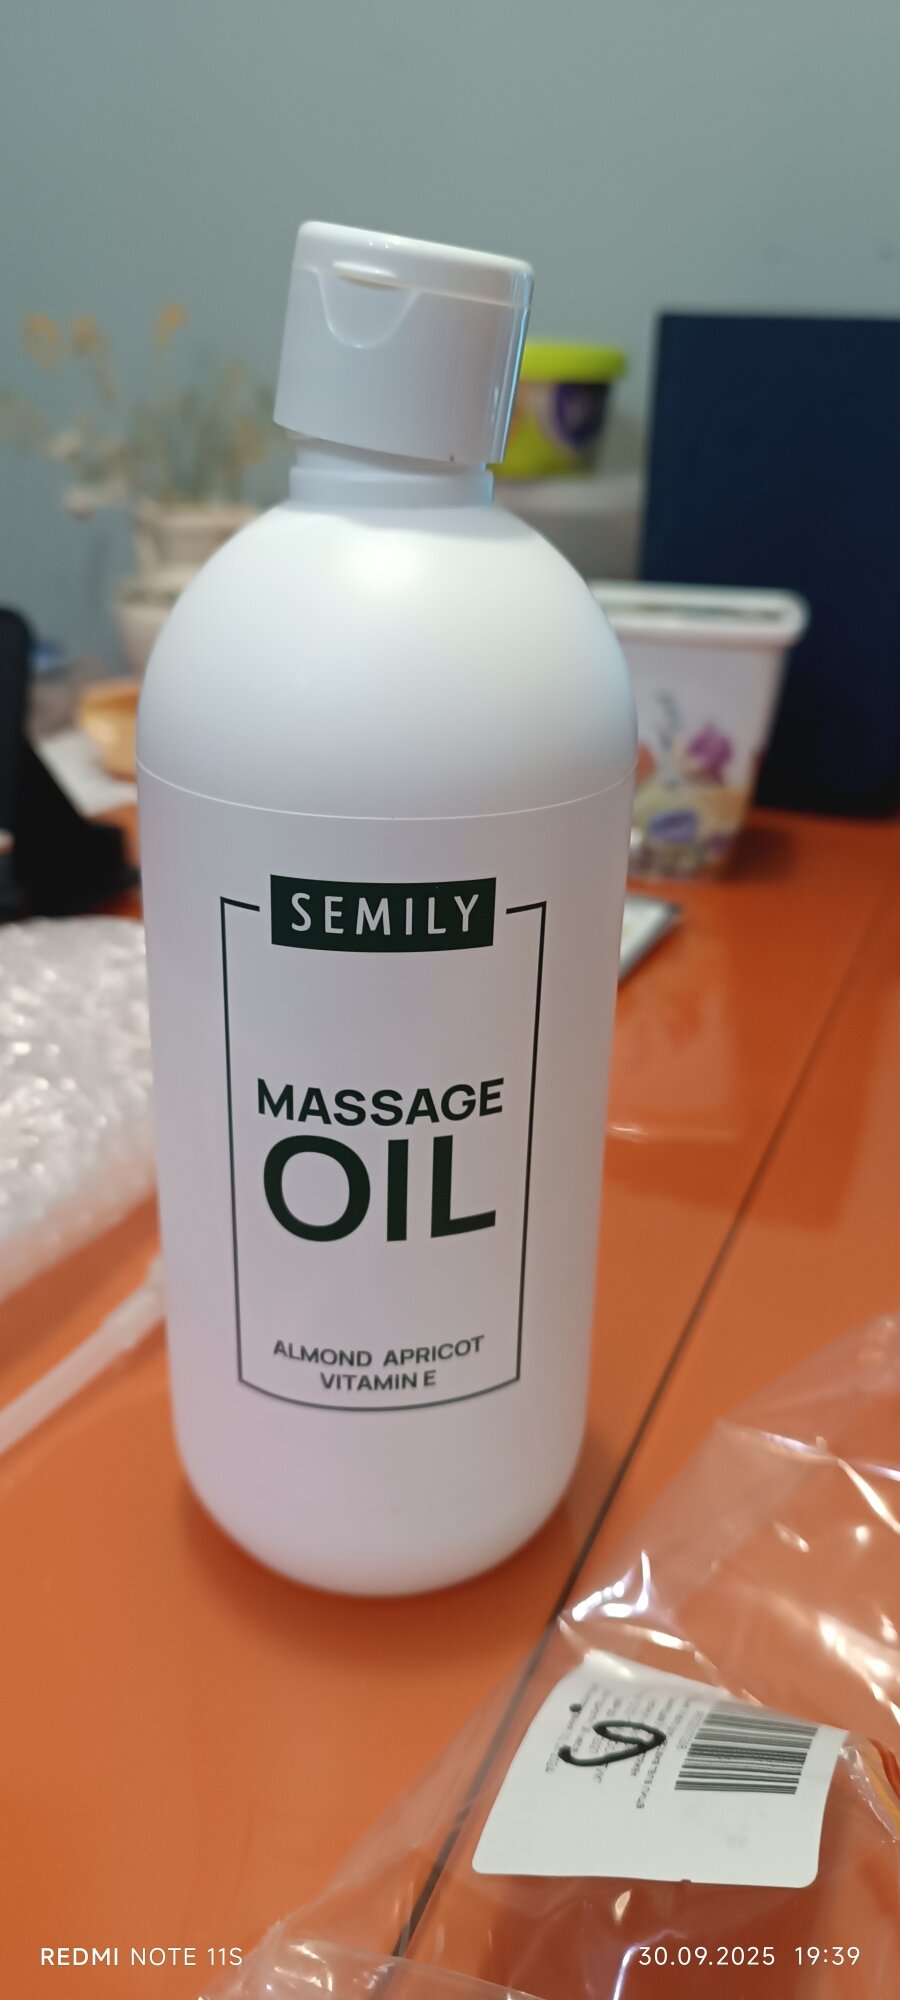 SEMILY
MASSAGE
OIL
ALMOND APRICOT
VITAMIN E
REDMI NOTE 11S
30.09.2025 19:39